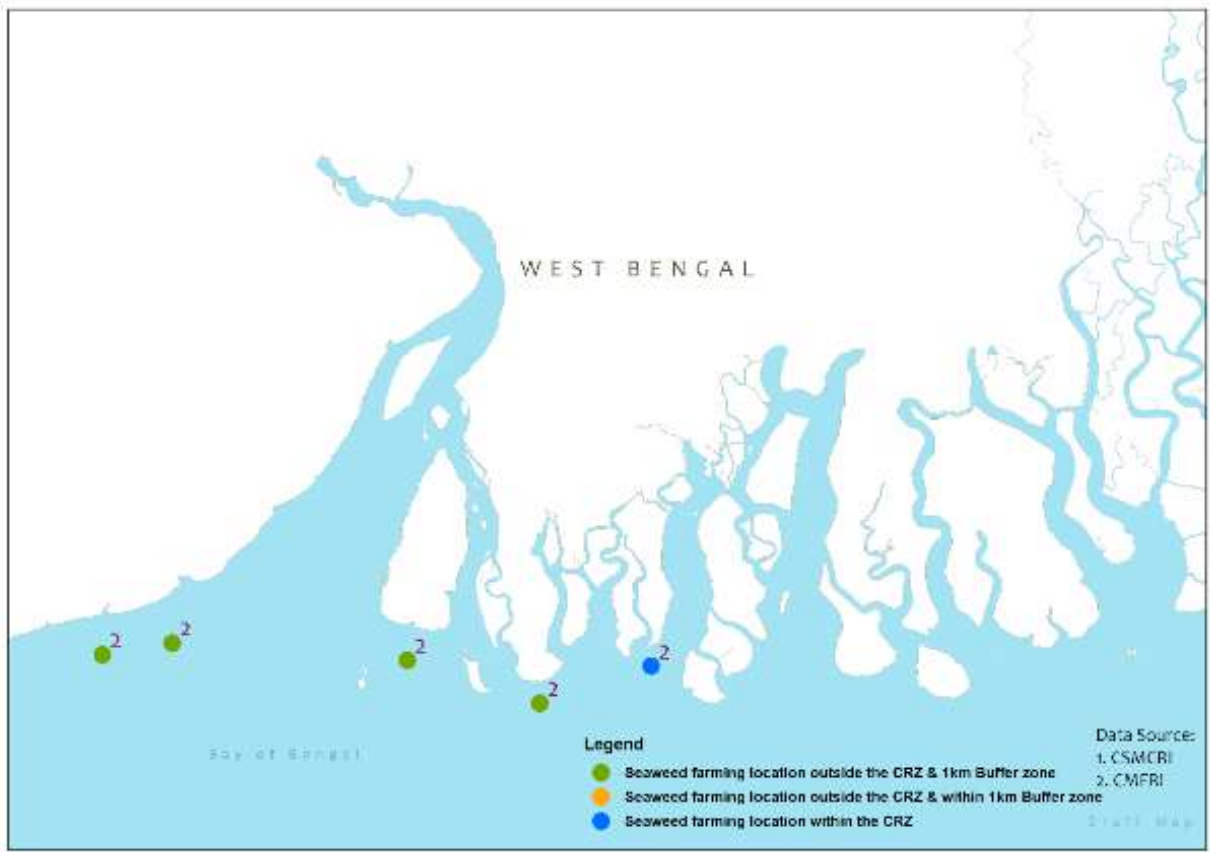 WEST BENGAL
2
2
2
2
2
Bay of Bengal
Legend
Seaweed farming location outside the CRZ & 1km Buffer zone
Seaweed farming location outside the CRZ & within 1km Buffer zone
Seaweed farming location within the CRZ
Data Source:
1. CSMCRI
2. CMFRI
Draft Map